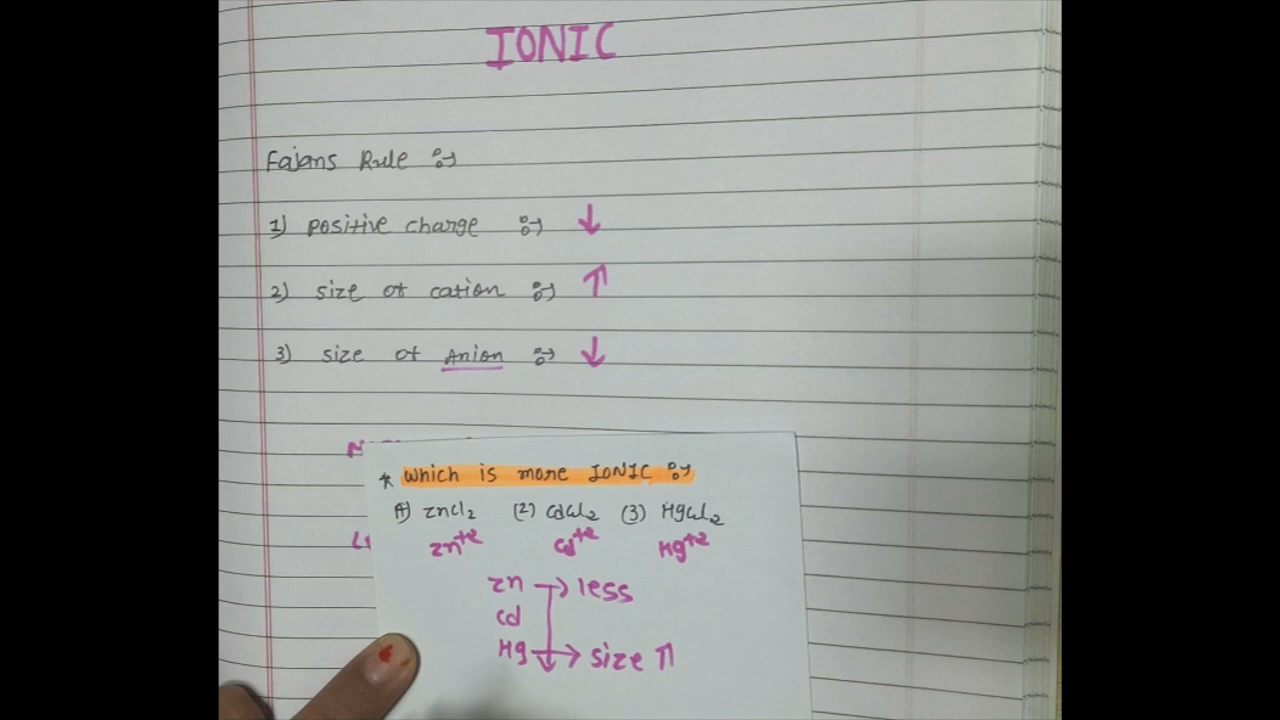 IONIC
Fajans Rule :-
1) positive charge :- ↓
2) size of cation :- ↑
3) size of Anion :- ↓
* which is more IONIC :-
A) ZnCl₂ (2) CdCl₂ (3) HgCl₂
Zn⁺² Cd⁺² Hg⁺²
Zn → less
Cd
Hg → size ↑